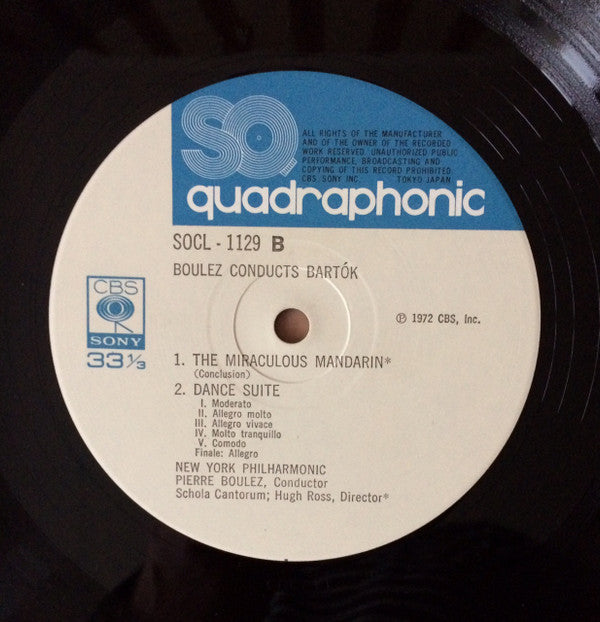 SQ
ALL RIGHTS OF THE MANUFACTURER
AND OF THE OWNER OF THE RECORDED
WORK RESERVED. UNAUTHORIZED PUBLIC
PERFORMANCE, BROADCASTING AND
COPYING OF THIS RECORD PROHIBITED
CBS/SONY INC. TOKYO JAPAN
quadraphonic
SOCL - 1129 B
BOULEZ CONDUCTS BARTÓK
CBS
SONY
33 1/3
℗ 1972 CBS, Inc.
1. THE MIRACULOUS MANDARIN*
(Conclusion)
2. DANCE SUITE
I. Moderato
II. Allegro molto
III. Allegro vivace
IV. Molto tranquillo
V. Comodo
Finale: Allegro
NEW YORK PHILHARMONIC
PIERRE BOULEZ, Conductor
Schola Cantorum; Hugh Ross, Director*